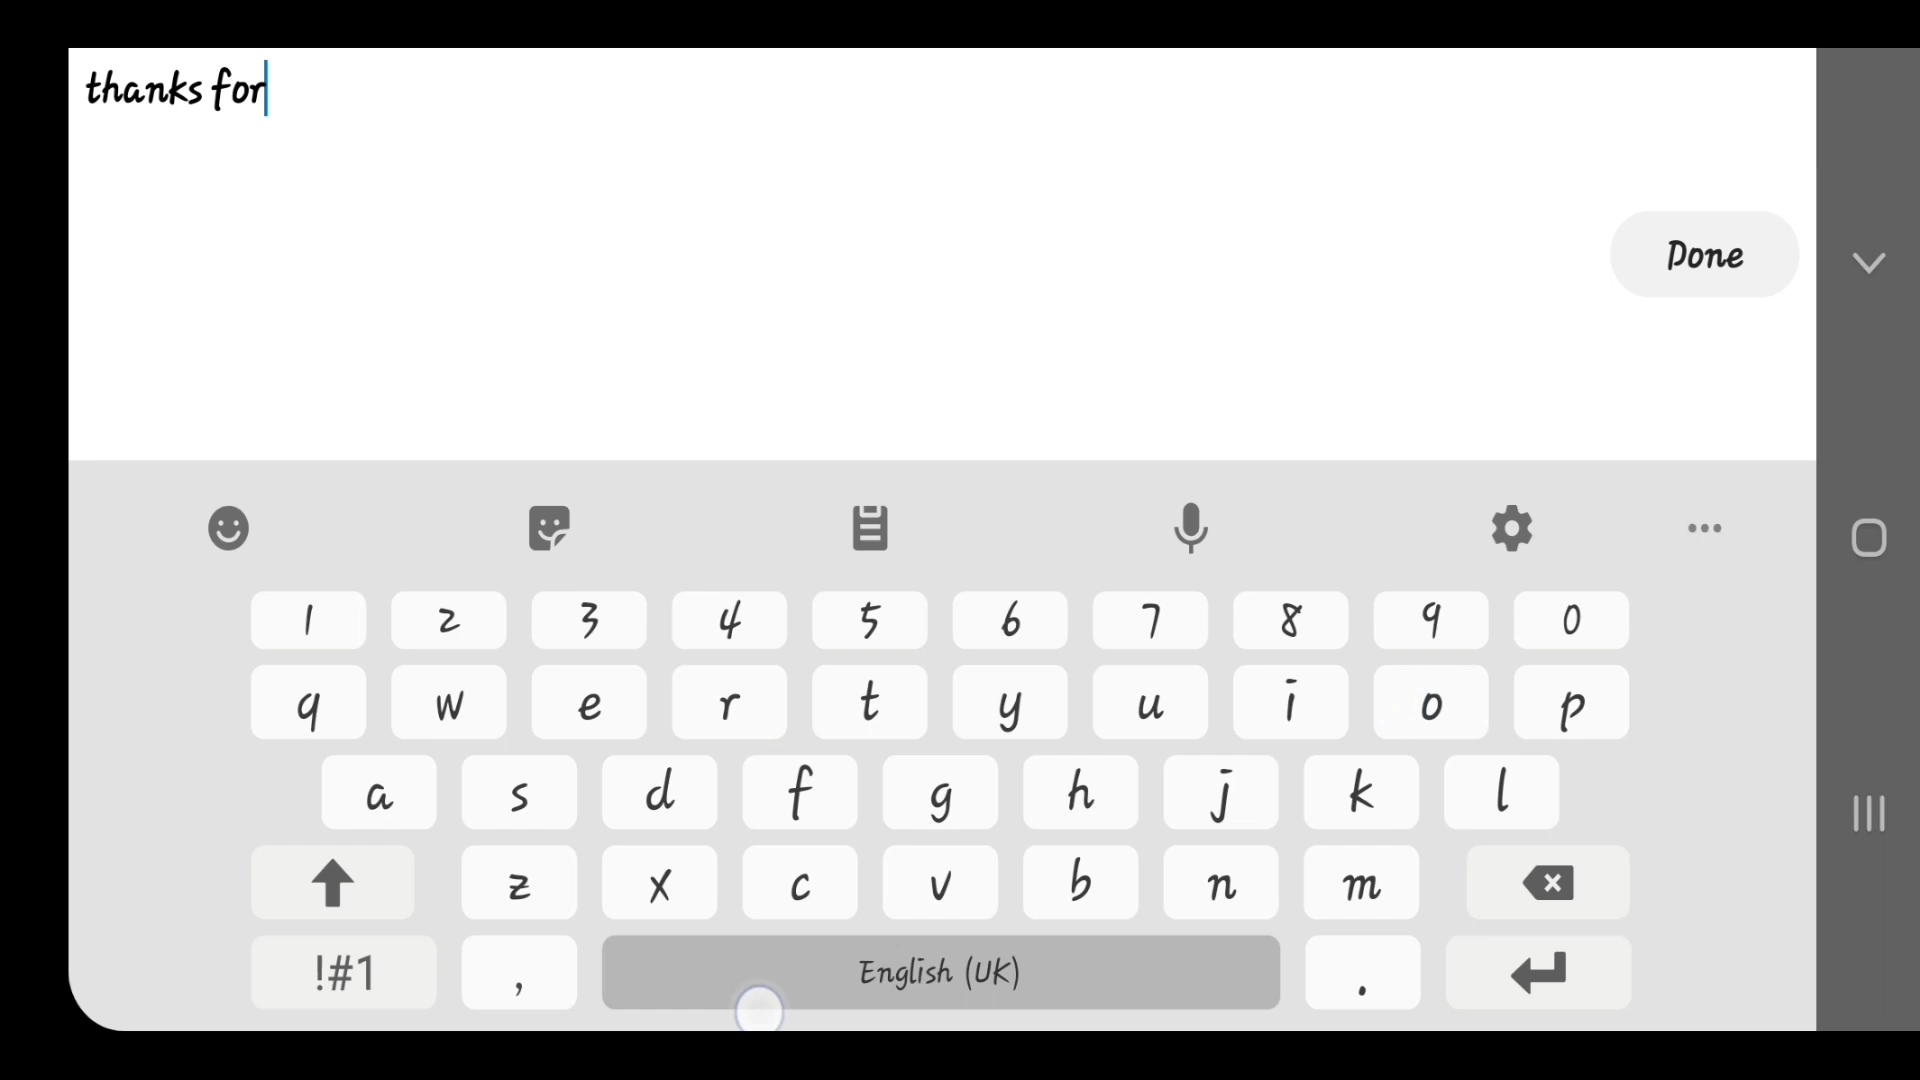 thanks for
Done
1 2 3 4 5 6 7 8 9 0
q w e r t y u i o p
a s d f g h j k l
z x c v b n m
!#1 , English (UK) .